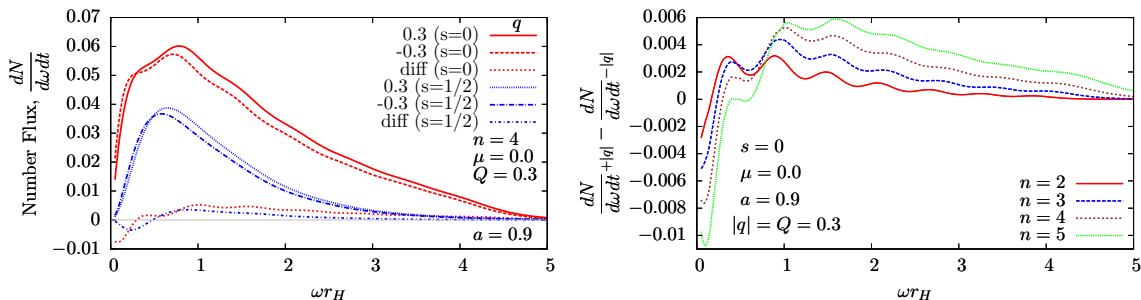 q
0.3 (s=0)
-0.3 (s=0)
diff (s=0)
0.3 (s=1/2)
-0.3 (s=1/2)
diff (s=1/2)
n = 4
μ = 0.0
Q = 0.3
a = 0.9
Number Flux, dN/dωdt
0.07
0.06
0.05
0.04
0.03
0.02
0.01
0
−0.01
0 1 2 3 4 5
ωr_H
dN/dωdt^{+|q|} − dN/dωdt^{−|q|}
0.006
0.004
0.002
0
−0.002
−0.004
−0.006
−0.008
−0.01
s = 0
μ = 0.0
a = 0.9
|q| = Q = 0.3
n = 2
n = 3
n = 4
n = 5
0 1 2 3 4 5
ωr_H